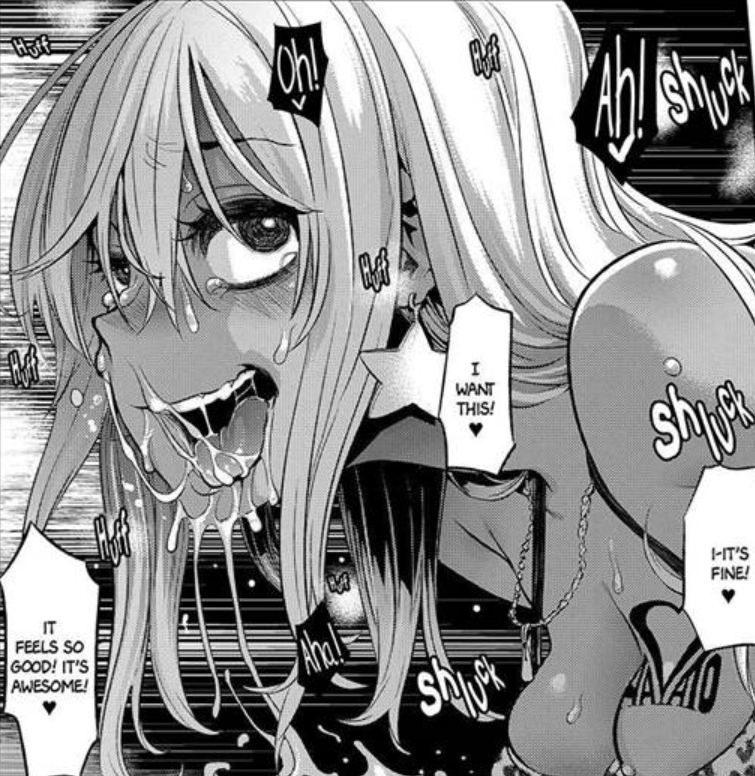 Huff
Oh!
Huff
Ah!
Shluck
Huff
Huff
I
WANT
THIS!
♥
Shluck
I-IT'S
FINE!
♥
Huff
IT
FEELS SO
GOOD! IT'S
AWESOME!
♥
Huff
Aha!
Shluck